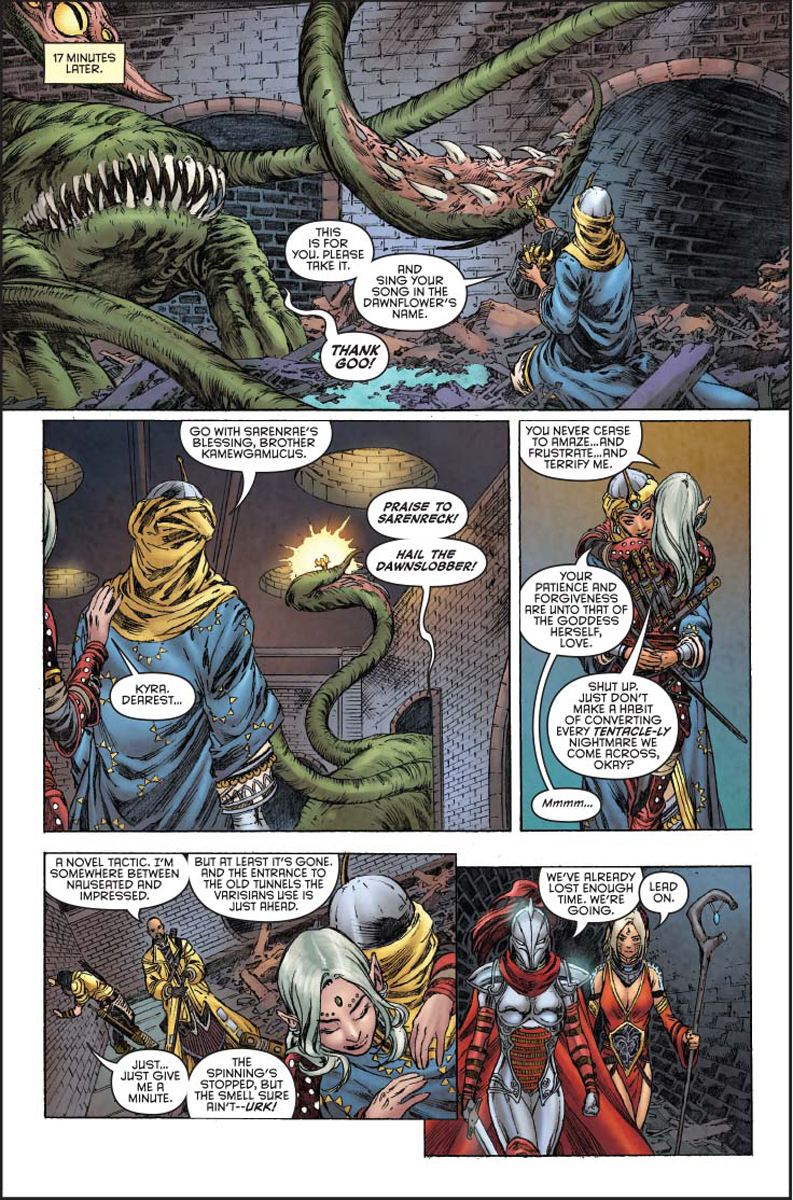 17 MINUTES
LATER.
THIS
IS FOR
YOU. PLEASE
TAKE IT.
AND
SING YOUR
SONG IN THE
DAWNFLOWER'S
NAME.
THANK
GOO!
GO WITH SARENRAE'S
BLESSING, BROTHER
KAMEWGAMUCUS.
PRAISE TO
SARENRECK!
HAIL THE
DAWNSLOBBER!
KYRA.
DEAREST...
YOU NEVER CEASE
TO AMAZE...AND
FRUSTRATE...AND
TERRIFY ME.
YOUR
PATIENCE AND
FORGIVENESS
ARE UNTO THAT OF
THE GODDESS
HERSELF,
LOVE.
SHUT UP.
JUST DON'T
MAKE A HABIT
OF CONVERTING
EVERY TENTACLE-LY
NIGHTMARE WE
COME ACROSS,
OKAY?
Mmmm...
A NOVEL TACTIC. I'M
SOMEWHERE BETWEEN
NAUSEATED AND
IMPRESSED.
BUT AT LEAST IT'S GONE.
AND THE ENTRANCE TO
THE OLD TUNNELS THE
VARISIANS USE IS
JUST AHEAD.
JUST...
JUST GIVE
ME A
MINUTE.
THE
SPINNING'S
STOPPED, BUT
THE SMELL SURE
AIN'T--URK!
WE'VE ALREADY
LOST ENOUGH
TIME. WE'RE
GOING.
LEAD
ON.